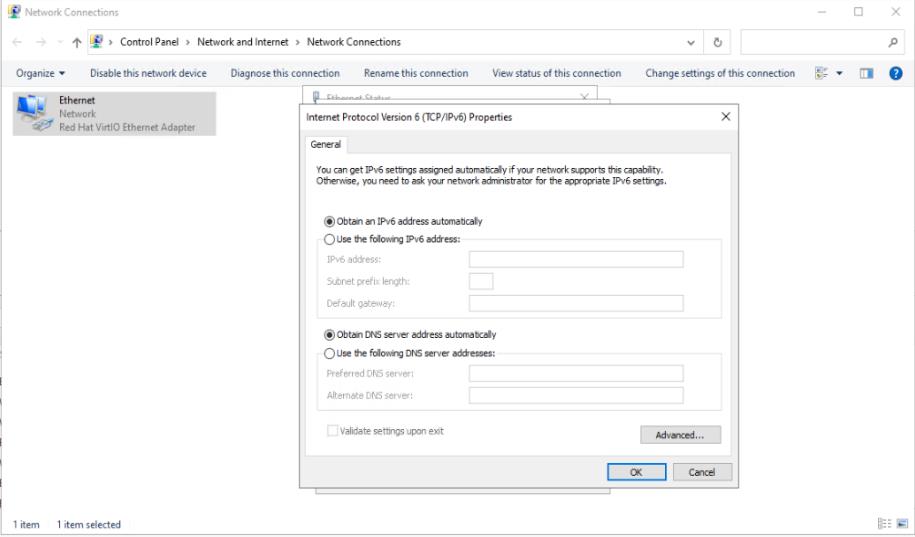 Network Connections
Control Panel > Network and Internet > Network Connections
Organize Disable this network device Diagnose this connection Rename this connection View status of this connection Change settings of this connection
Ethernet
Network
Red Hat VirtIO Ethernet Adapter
Ethernet Status
Internet Protocol Version 6 (TCP/IPv6) Properties
General
You can get IPv6 settings assigned automatically if your network supports this capability.
Otherwise, you need to ask your network administrator for the appropriate IPv6 settings.
Obtain an IPv6 address automatically
Use the following IPv6 address:
IPv6 address:
Subnet prefix length:
Default gateway:
Obtain DNS server address automatically
Use the following DNS server addresses:
Preferred DNS server:
Alternate DNS server:
Validate settings upon exit
Advanced...
OK Cancel
1 item 1 item selected